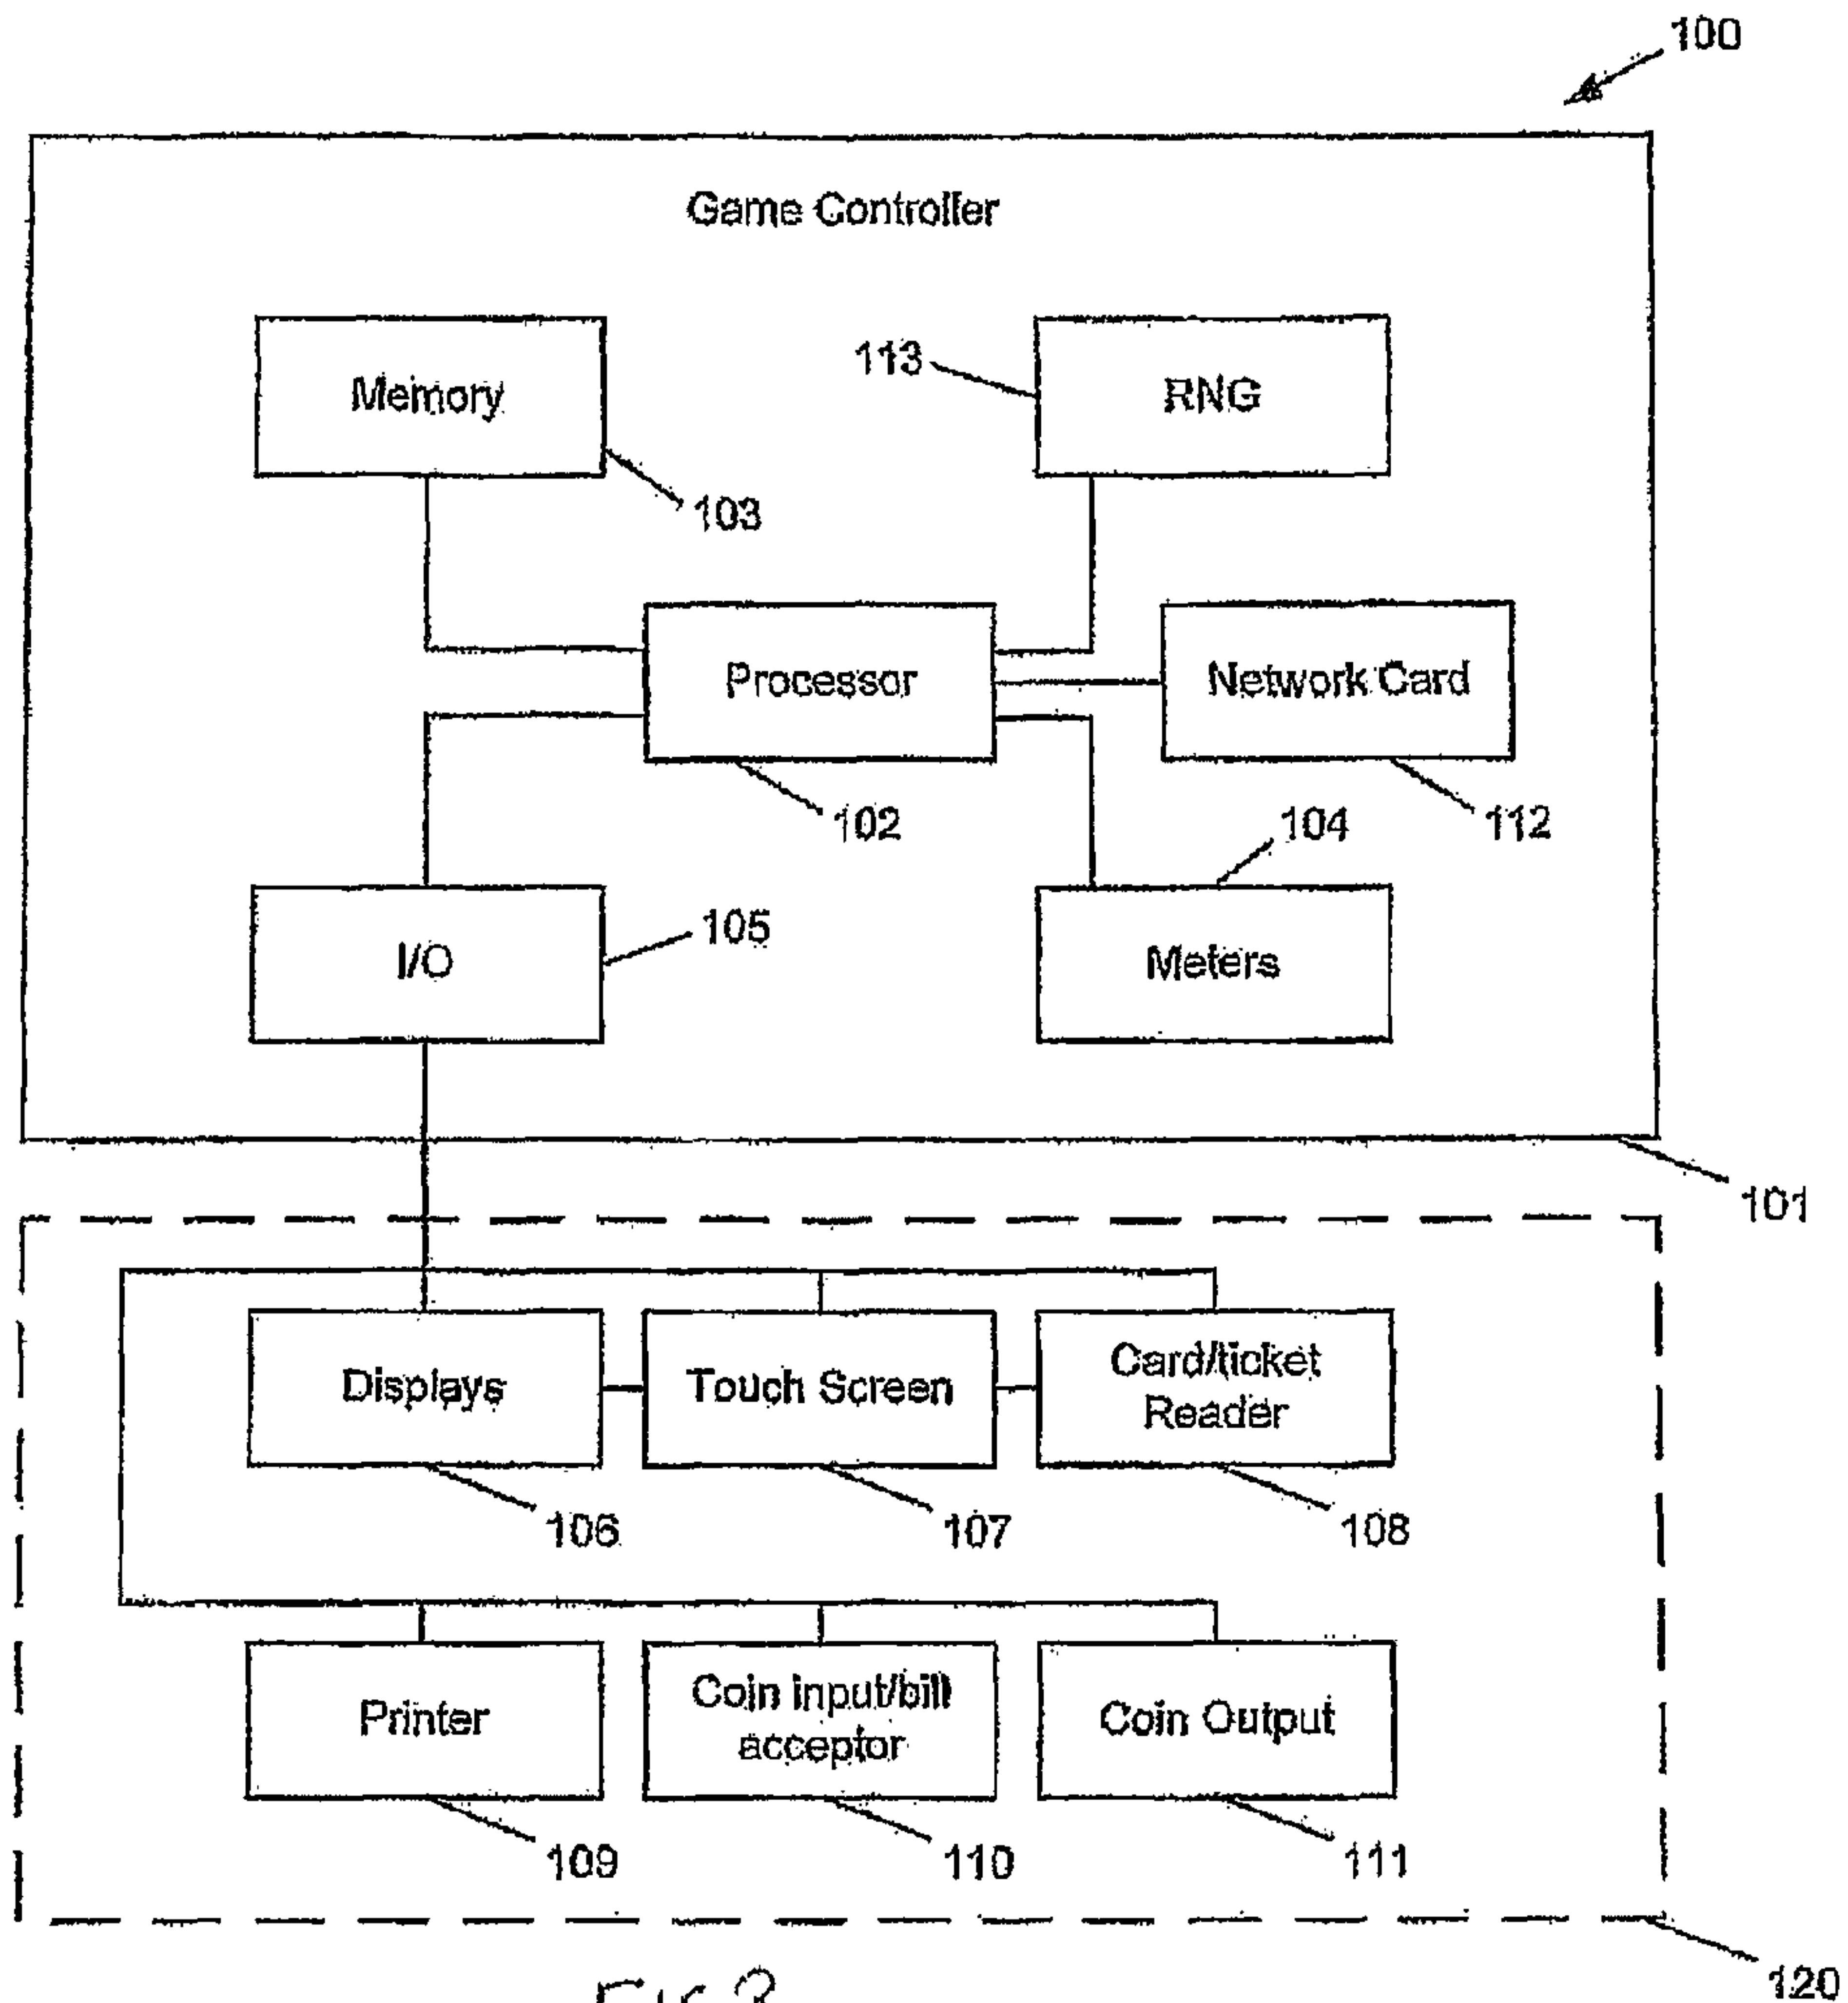 100
Game Controller
Memory
113
RNG
103
Processor
Network Card
102
104
112
I/O
105
Meters
101
Displays
Touch Screen
Card/ticket
Reader
106
107
108
Printer
Coin input/bill
acceptor
Coin Output
109
110
111
120